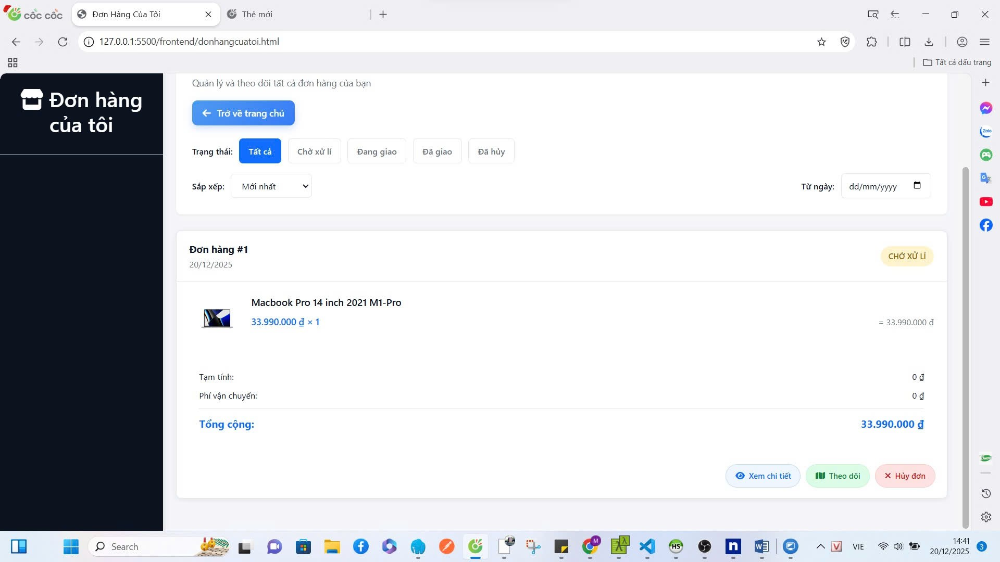 cốc cốc
Đơn Hàng Của Tôi
Thẻ mới
127.0.0.1:5500/frontend/donhangcuatoi.html
Tất cả dấu trang
Đơn hàng
của tôi
Quản lý và theo dõi tất cả đơn hàng của bạn
Trở về trang chủ
Trạng thái: Tất cả Chờ xử lí Đang giao Đã giao Đã hủy
Sắp xếp: Mới nhất Từ ngày: dd/mm/yyyy
Đơn hàng #1
20/12/2025
CHỜ XỬ LÍ
Macbook Pro 14 inch 2021 M1-Pro
33.990.000 ₫ × 1 = 33.990.000 ₫
Tạm tính: 0 ₫
Phí vận chuyển: 0 ₫
Tổng cộng: 33.990.000 ₫
Xem chi tiết Theo dõi Hủy đơn
Zalo
Search
M
HS
VIE
14:41
20/12/2025
3